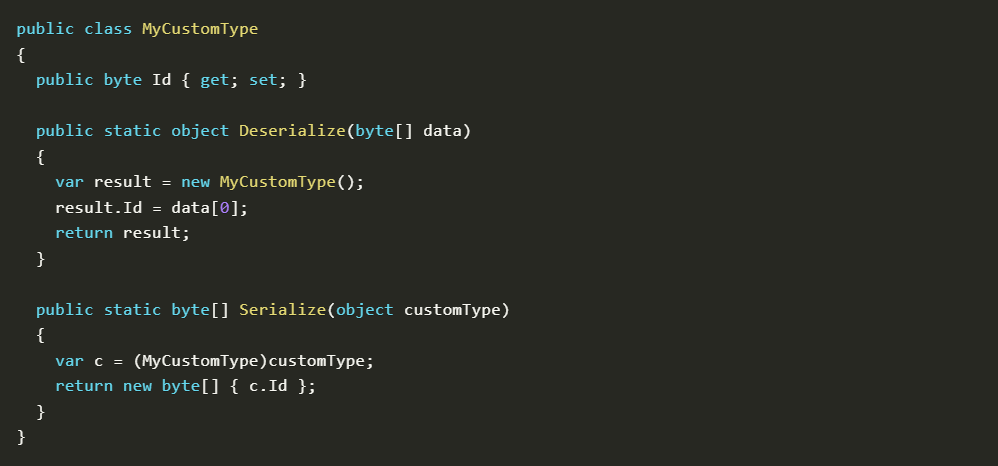 public class MyCustomType
{
  public byte Id { get; set; }

  public static object Deserialize(byte[] data)
  {
    var result = new MyCustomType();
    result.Id = data[0];
    return result;
  }

  public static byte[] Serialize(object customType)
  {
    var c = (MyCustomType)customType;
    return new byte[] { c.Id };
  }
}